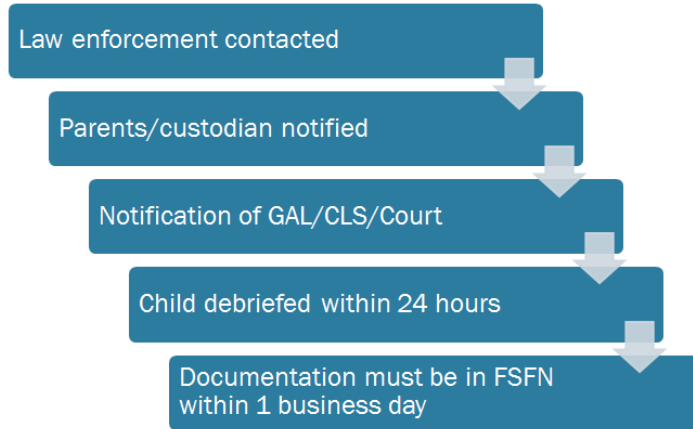 Law enforcement contacted
Parents/custodian notified
Notification of GAL/CLS/Court
Child debriefed within 24 hours
Documentation must be in FSFN
within 1 business day